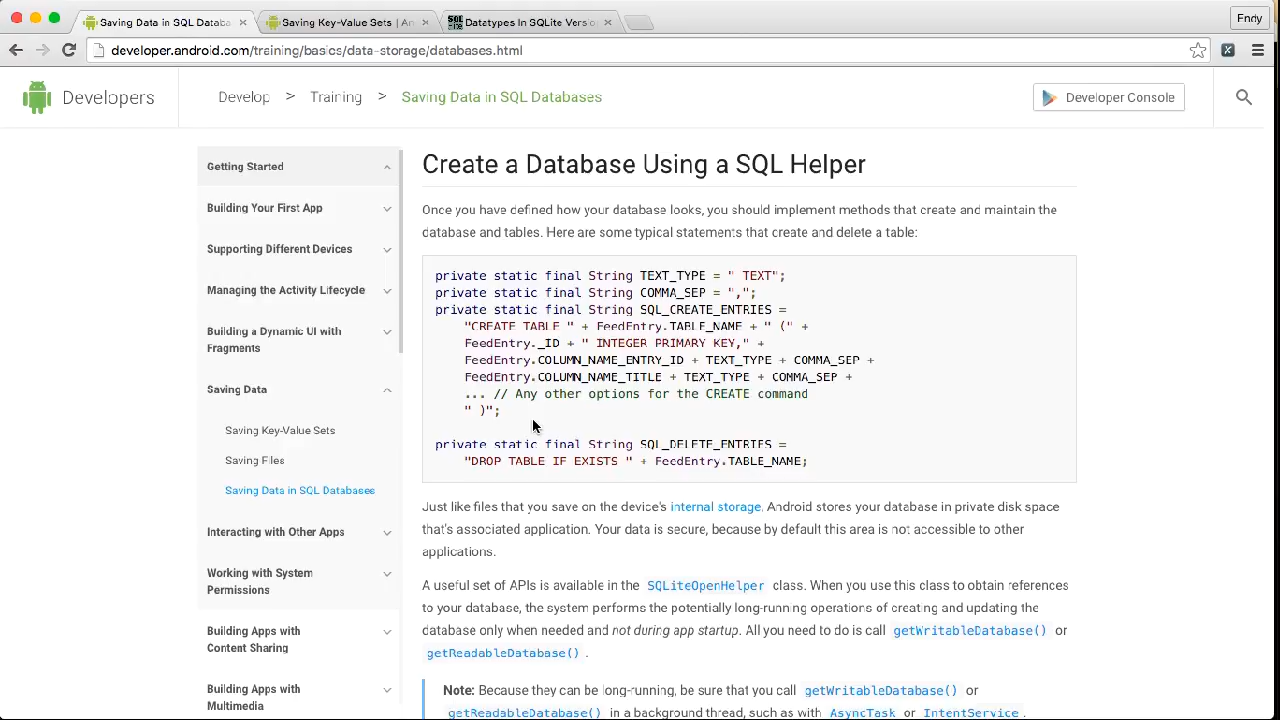 Saving Data in SQL Databa
Saving Key-Value Sets | An
SQL Datatypes In SQLite Versio
Endy
developer.android.com/training/basics/data-storage/databases.html
Developers
Develop > Training > Saving Data in SQL Databases
Developer Console
Getting Started
Building Your First App
Supporting Different Devices
Managing the Activity Lifecycle
Building a Dynamic UI with
Fragments
Saving Data
Saving Key-Value Sets
Saving Files
Saving Data in SQL Databases
Interacting with Other Apps
Working with System
Permissions
Building Apps with
Content Sharing
Building Apps with
Multimedia
Create a Database Using a SQL Helper
Once you have defined how your database looks, you should implement methods that create and maintain the
database and tables. Here are some typical statements that create and delete a table:
private static final String TEXT_TYPE = " TEXT";
private static final String COMMA_SEP = ",";
private static final String SQL_CREATE_ENTRIES =
"CREATE TABLE " + FeedEntry.TABLE_NAME + " (" +
FeedEntry._ID + " INTEGER PRIMARY KEY," +
FeedEntry.COLUMN_NAME_ENTRY_ID + TEXT_TYPE + COMMA_SEP +
FeedEntry.COLUMN_NAME_TITLE + TEXT_TYPE + COMMA_SEP +
... // Any other options for the CREATE command
" )";
private static final String SQL_DELETE_ENTRIES =
"DROP TABLE IF EXISTS " + FeedEntry.TABLE_NAME;
Just like files that you save on the device's internal storage, Android stores your database in private disk space
that's associated application. Your data is secure, because by default this area is not accessible to other
applications.
A useful set of APIs is available in the SQLiteOpenHelper class. When you use this class to obtain references
to your database, the system performs the potentially long-running operations of creating and updating the
database only when needed and not during app startup. All you need to do is call getWritableDatabase() or
getReadableDatabase() .
Note: Because they can be long-running, be sure that you call getWritableDatabase() or
getReadableDatabase() in a background thread, such as with AsyncTask or IntentService .